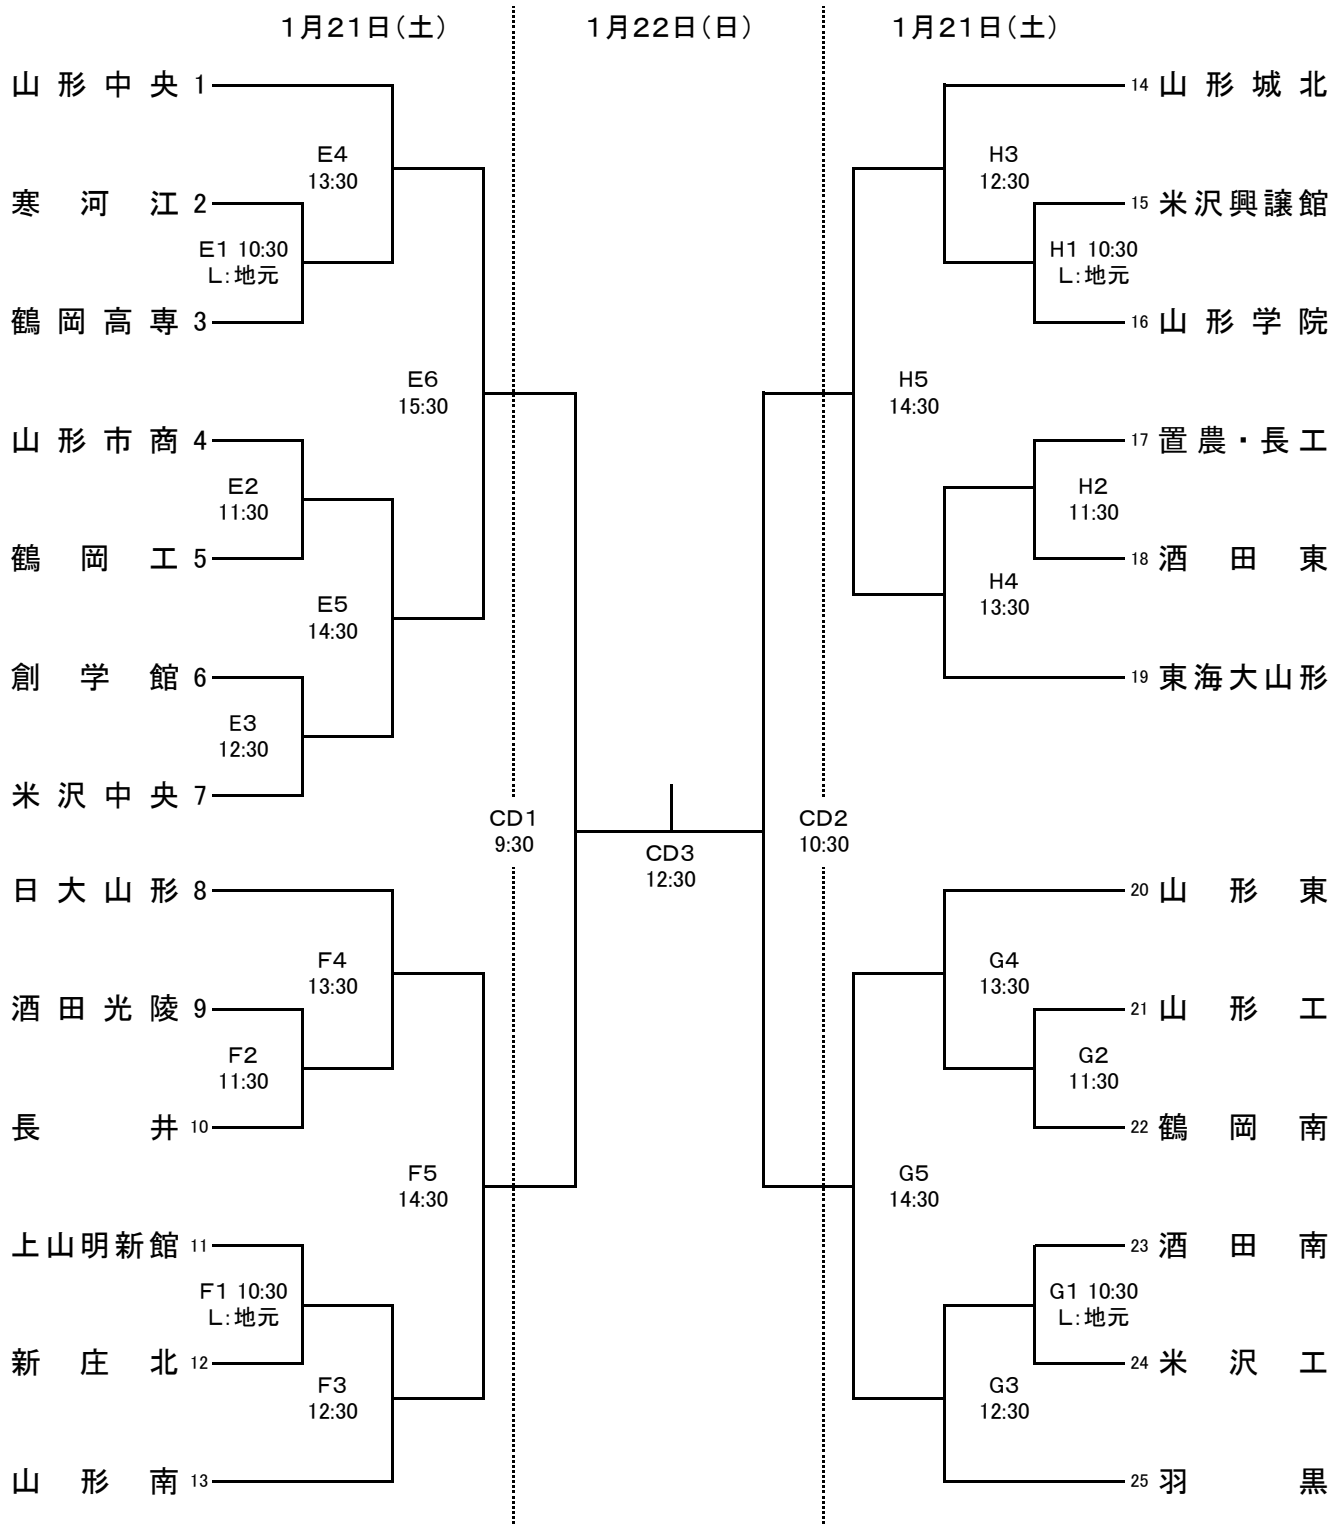 1月21日(土)
1月22日(日)
1月21日(土)
山形中央 1
寒河江 2
鶴岡高専 3
山形市商 4
鶴岡工 5
創学館 6
米沢中央 7
日大山形 8
酒田光陵 9
長井 10
上山明新館 11
新庄北 12
山形南 13
E4
13:30
E1 10:30
L:地元
E6
15:30
E2
11:30
E5
14:30
E3
12:30
F4
13:30
F2
11:30
F5
14:30
F1 10:30
L:地元
F3
12:30
CD1
9:30
CD3
12:30
CD2
10:30
H3
12:30
H1 10:30
L:地元
H5
14:30
H2
11:30
H4
13:30
G4
13:30
G2
11:30
G5
14:30
G1 10:30
L:地元
G3
12:30
14 山形城北
15 米沢興譲館
16 山形学院
17 置農・長工
18 酒田東
19 東海大山形
20 山形東
21 山形工
22 鶴岡南
23 酒田南
24 米沢工
25 羽黒